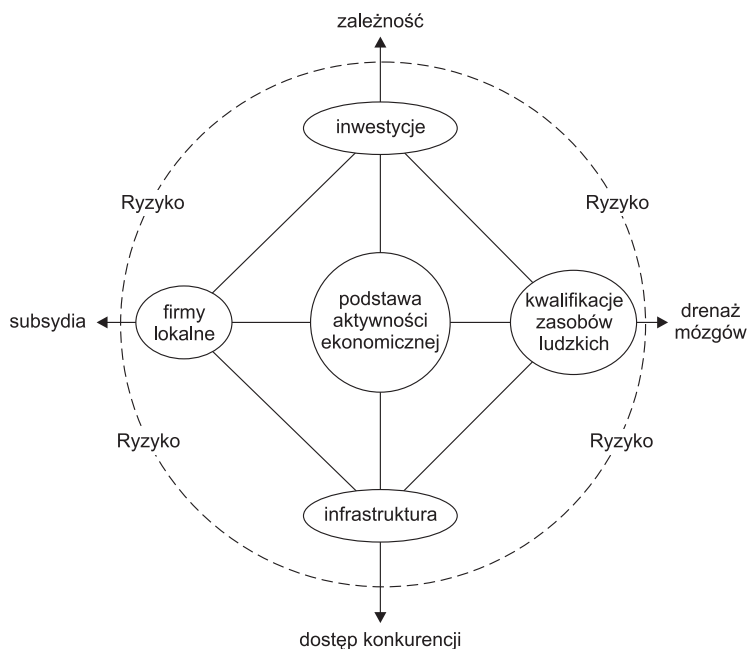 zależność
inwestycje
Ryzyko
Ryzyko
subsydia
firmy
lokalne
podstawa
aktywności
ekonomicznej
kwalifikacje
zasobów
ludzkich
drenaż
mózgów
Ryzyko
Ryzyko
infrastruktura
dostęp konkurencji